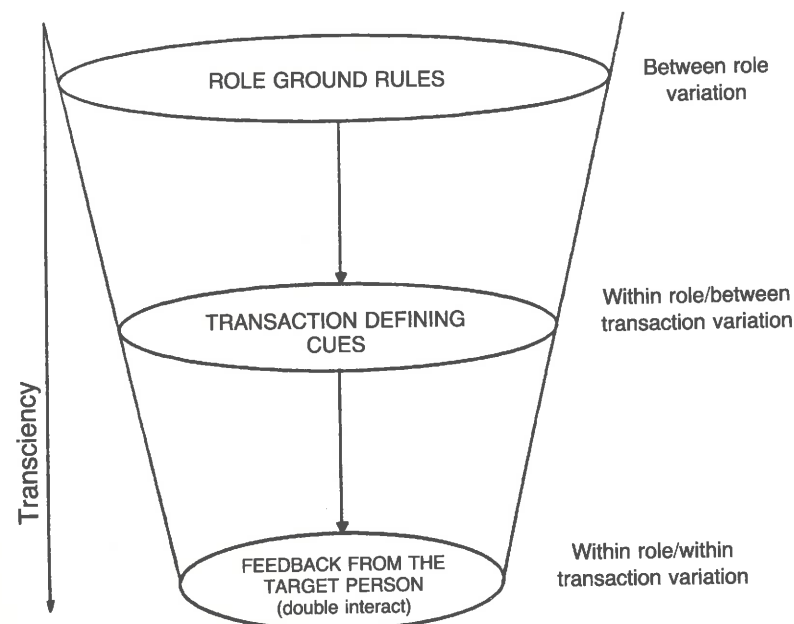 ROLE GROUND RULES
Between role
variation
TRANSACTION DEFINING
CUES
Within role/between
transaction variation
Transciency
FEEDBACK FROM THE
TARGET PERSON
(double interact)
Within role/within
transaction variation